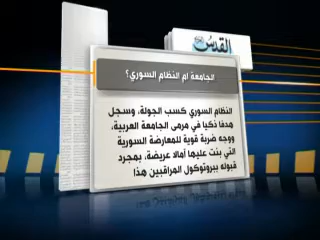 القدس
الجامعة ام النظام السوري؟
النظام السوري كسب الجولة، وسجل
هدفا ذكيا في مرمى الجامعة العربية،
ووجه ضربة قوية للمعارضة السورية
التي بنت عليها آمالا عريضة، بمجرد
قبوله ببروتوكول المراقبين هذا